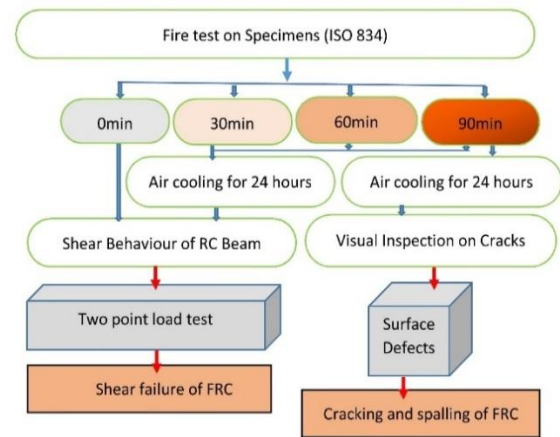 Fire test on Specimens (ISO 834)
0min
30min
60min
90min
Air cooling for 24 hours
Air cooling for 24 hours
Shear Behaviour of RC Beam
Visual Inspection on Cracks
Two point load test
Surface
Defects
Shear failure of FRC
Cracking and spalling of FRC